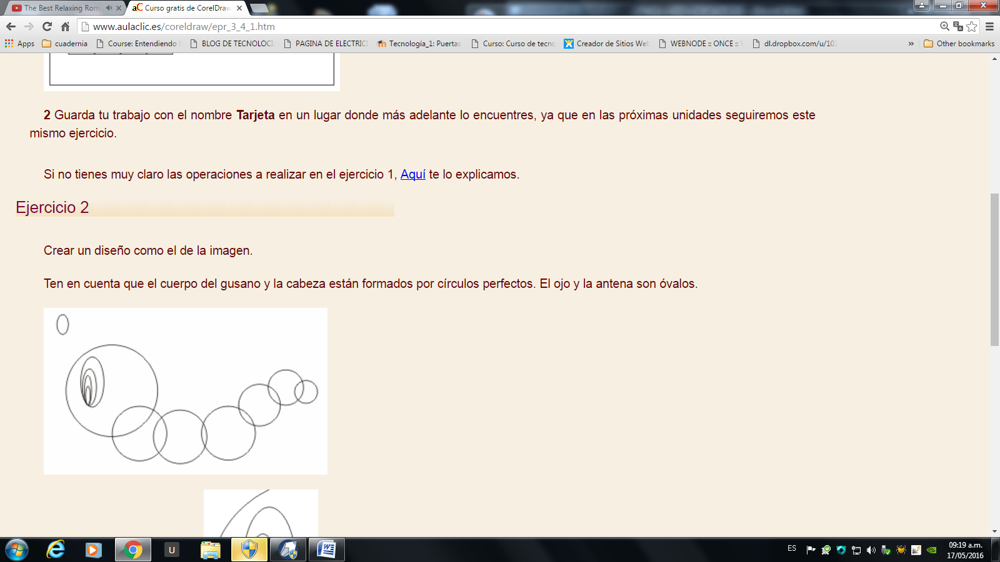 The Best Relaxing Rom
Curso gratis de CorelDraw
www.aulaclic.es/coreldraw/epr_3_4_1.htm
Apps
cuadernia
Course: Entendiendo
BLOG DE TECNOLOCI
PAGINA DE ELECTRIC
Tecnología_1: Puertas
Curso: Curso de tecno
Creador de Sitios Web
WEBNODE :: ONCE ::
dl.dropbox.com/u/10
»
Other bookmarks
2 Guarda tu trabajo con el nombre Tarjeta en un lugar donde más adelante lo encuentres, ya que en las próximas unidades seguiremos este
mismo ejercicio.
Si no tienes muy claro las operaciones a realizar en el ejercicio 1, Aquí te lo explicamos.
Ejercicio 2
Crear un diseño como el de la imagen.
Ten en cuenta que el cuerpo del gusano y la cabeza están formados por círculos perfectos. El ojo y la antena son óvalos.
U
ES
09:19 a.m.
17/05/2016